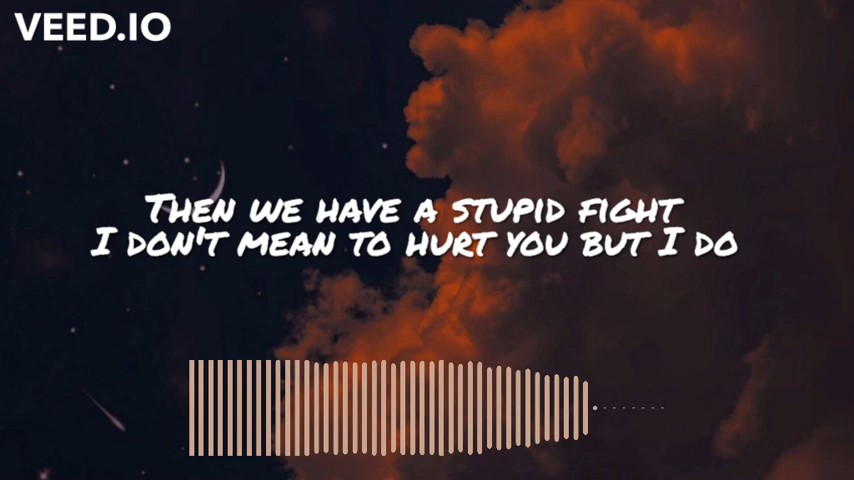 VEED.IO
THEN WE HAVE A STUPID FIGHT
I DON'T MEAN TO HURT YOU BUT I DO